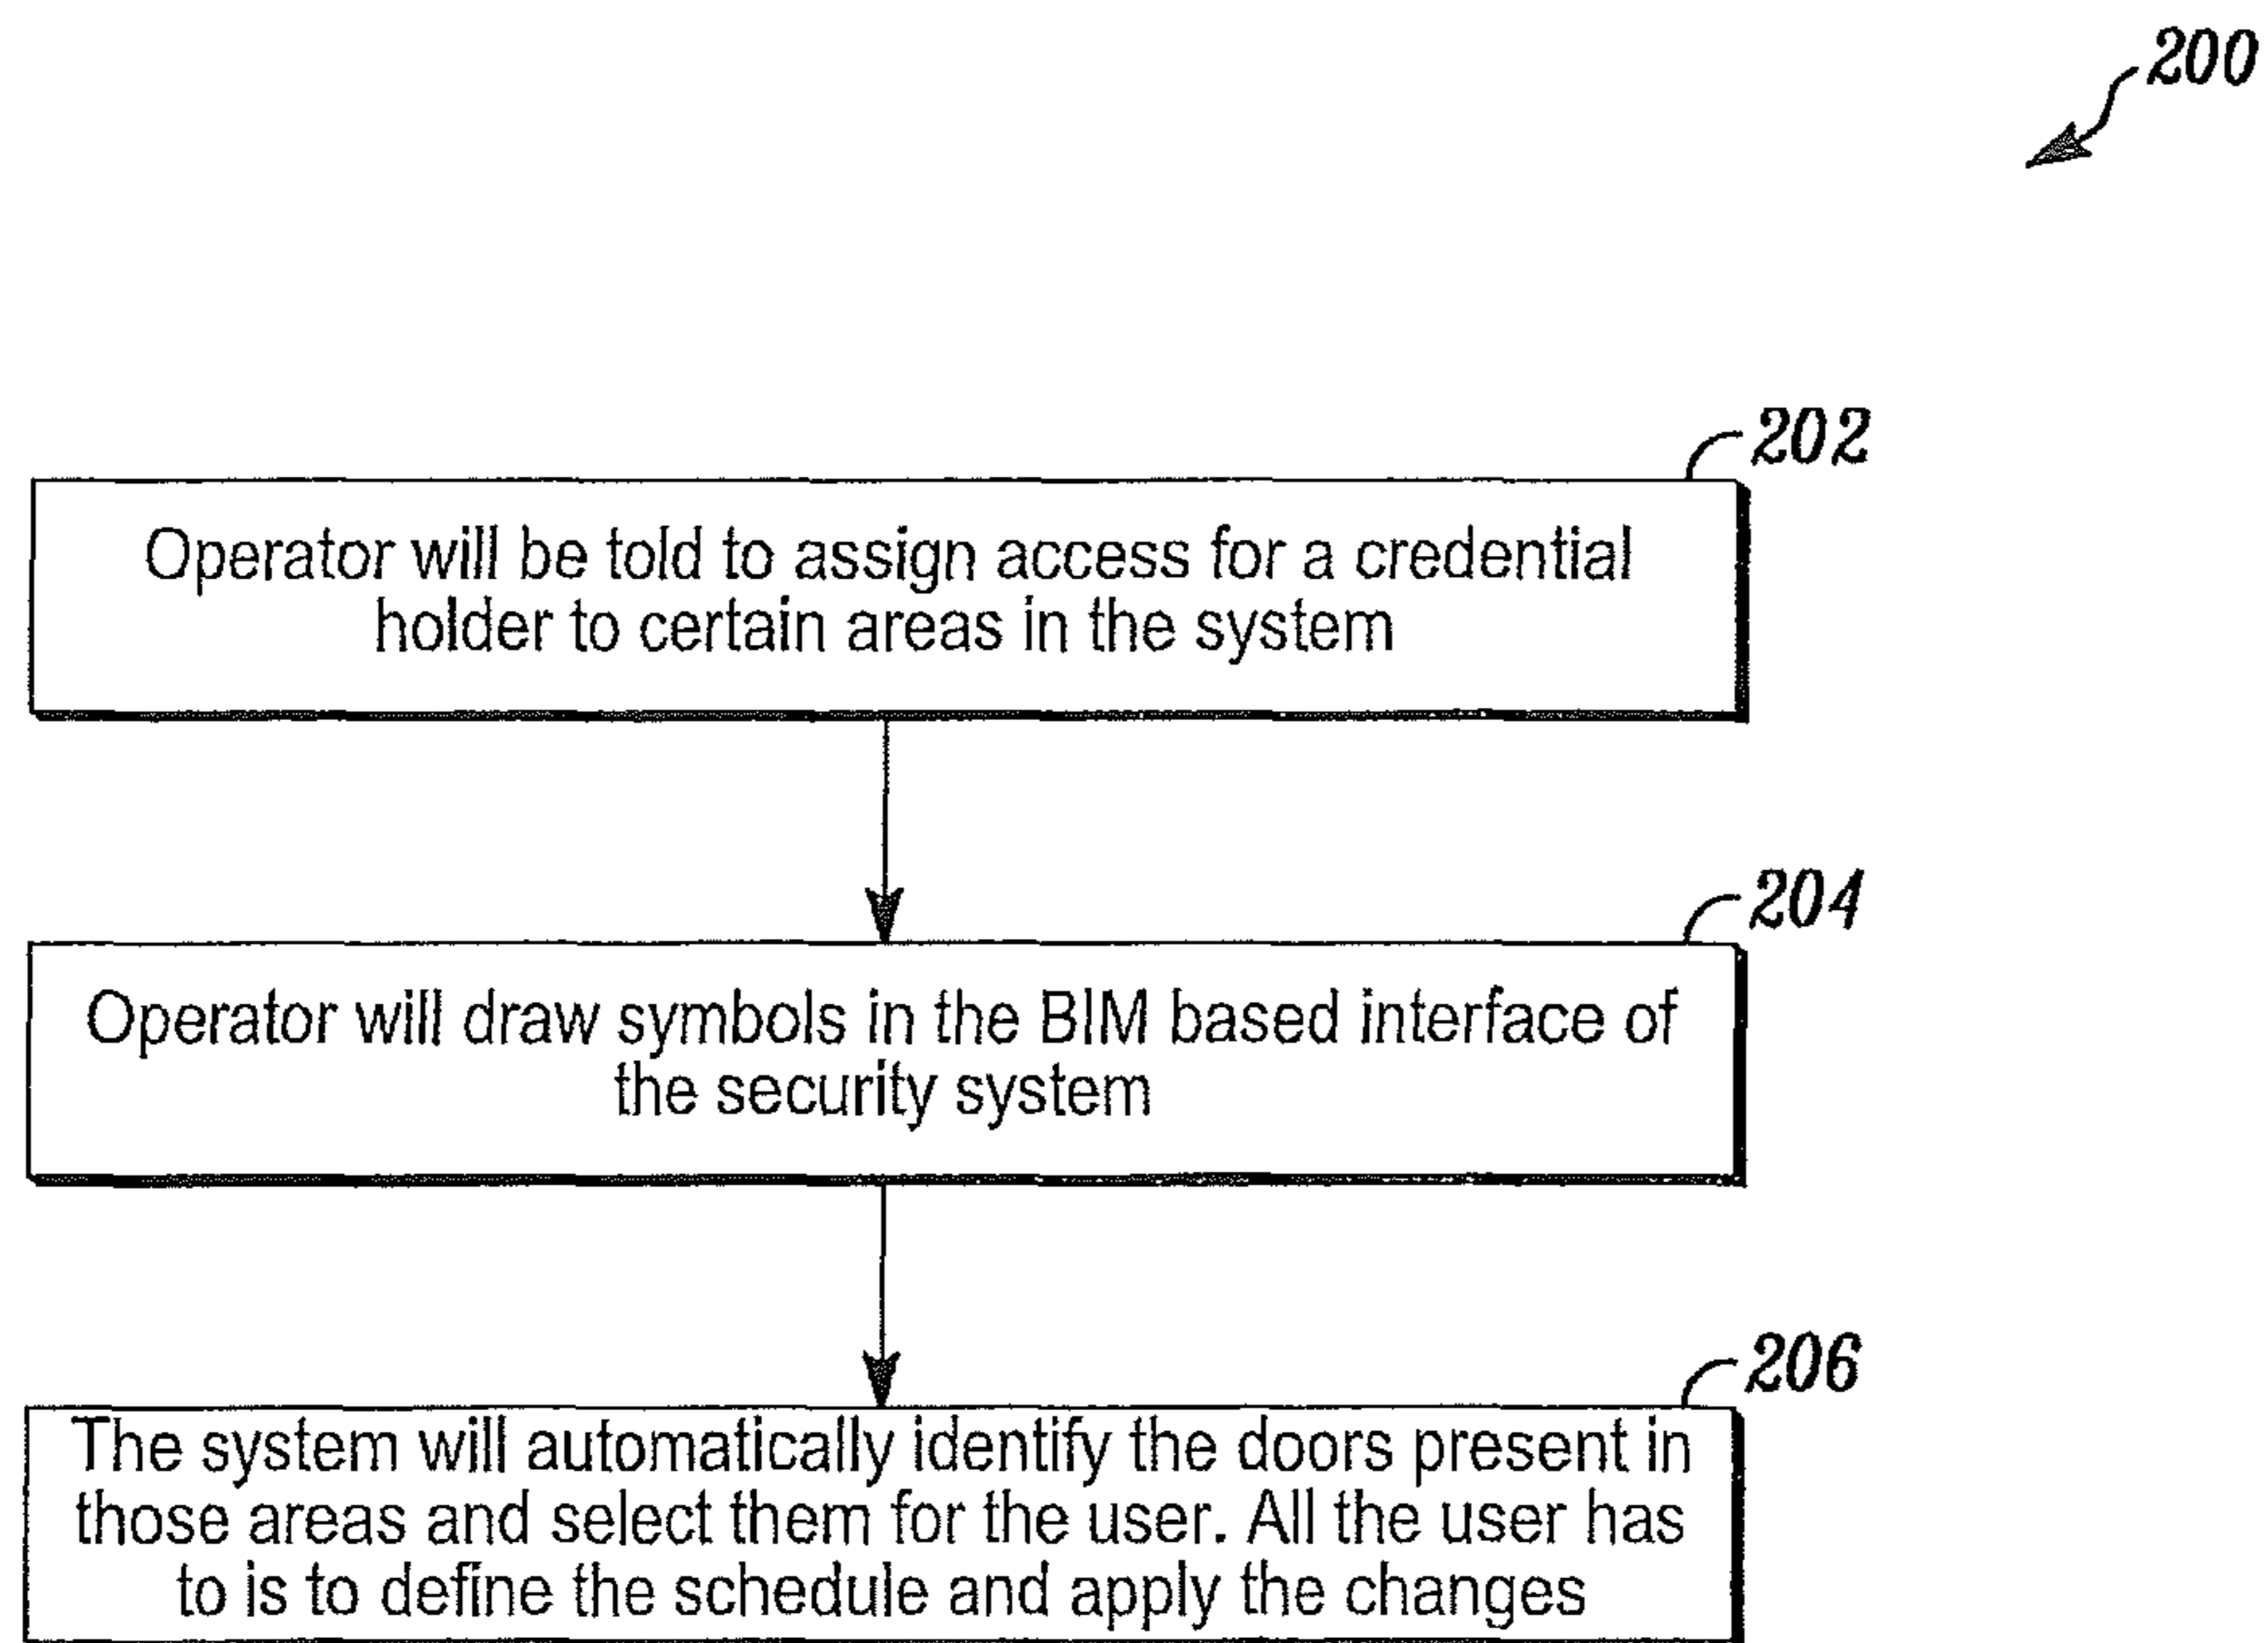 200
202
Operator will be told to assign access for a credential
holder to certain areas in the system
204
Operator will draw symbols in the BIM based interface of
the security system
206
The system will automatically identify the doors present in
those areas and select them for the user. All the user has
to is to define the schedule and apply the changes